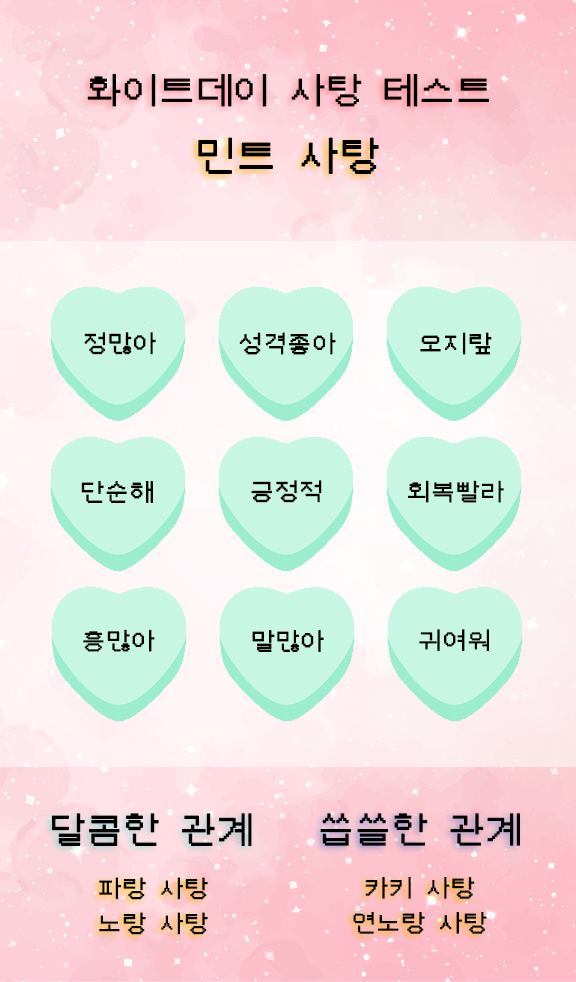 화이트데이 사탕 테스트
민트 사탕
정많아 성격좋아 오지랖
단순해 긍정적 회복빨라
흥많아 말많아 귀여워
달콤한 관계 씁쓸한 관계
파랑 사탕 카키 사탕
노랑 사탕 연노랑 사탕